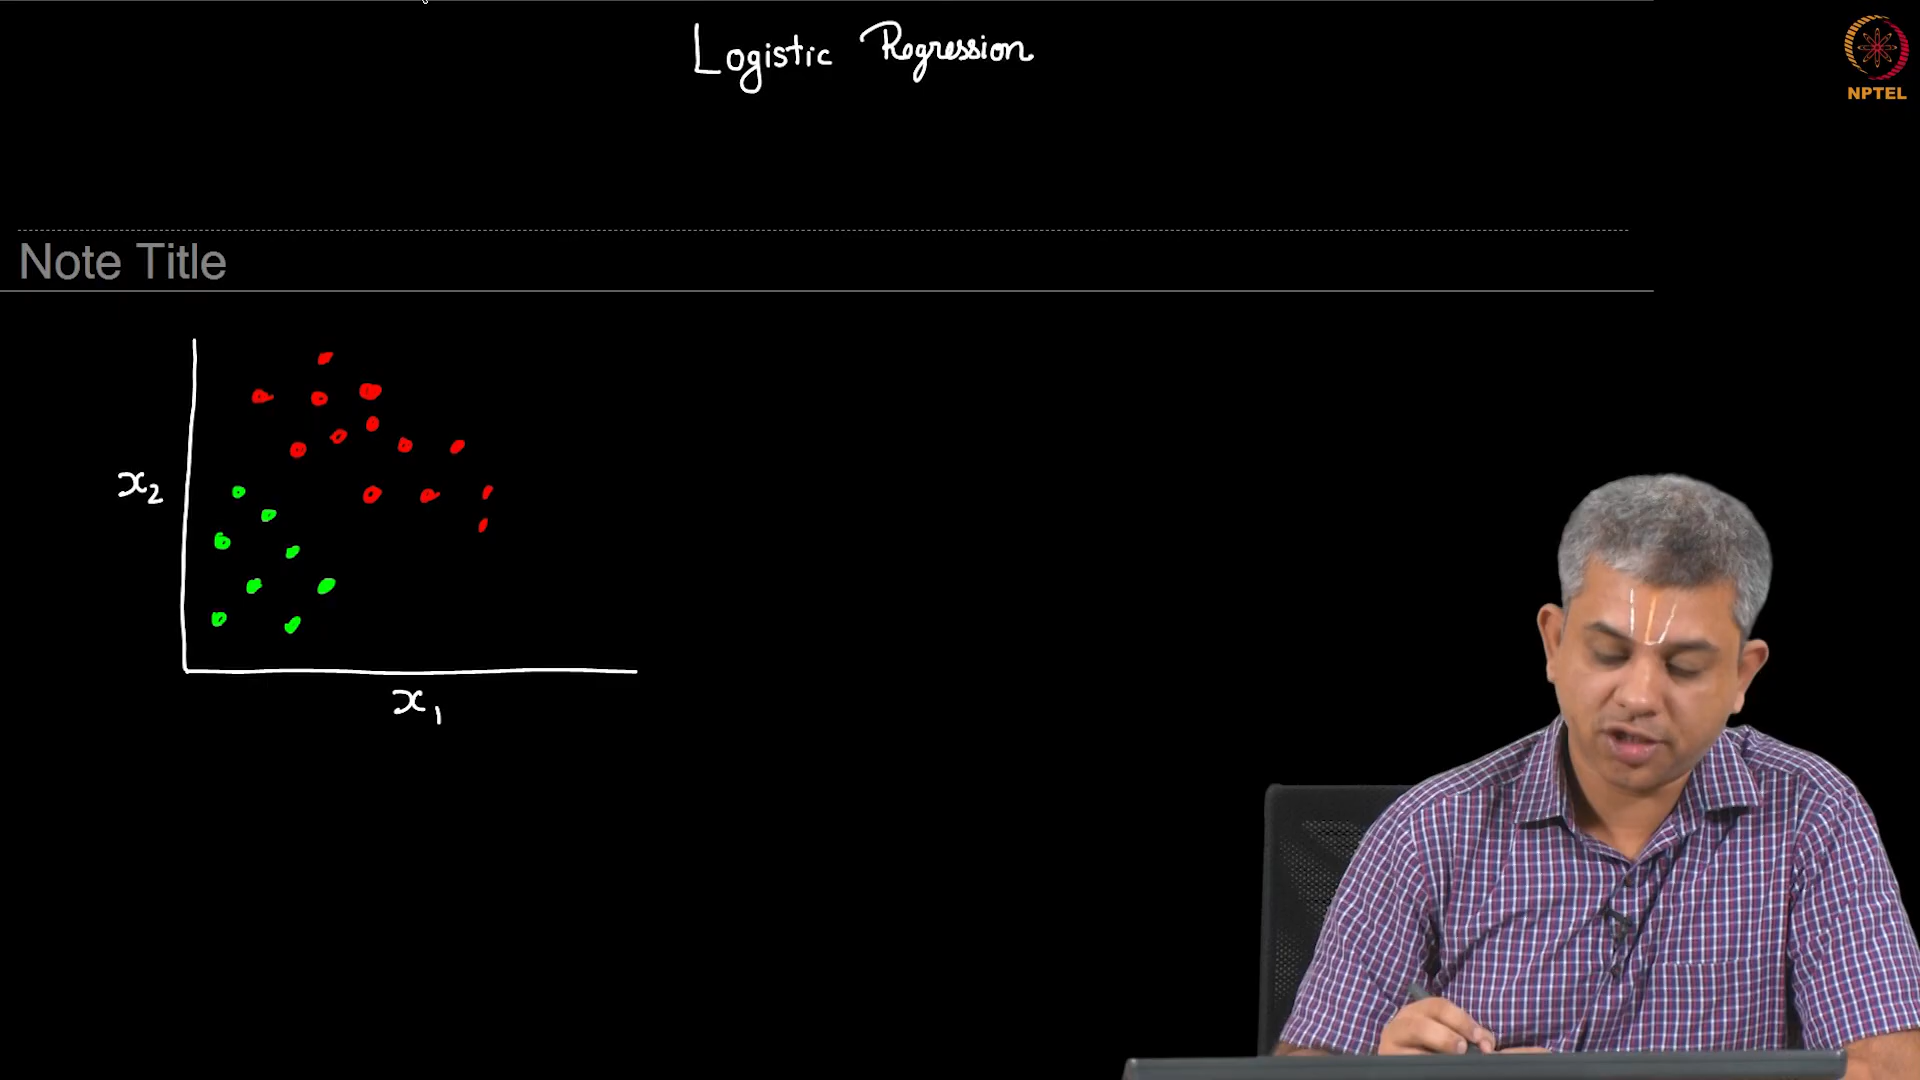 Logistic Regression
NPTEL
Note Title
x₂
x₁